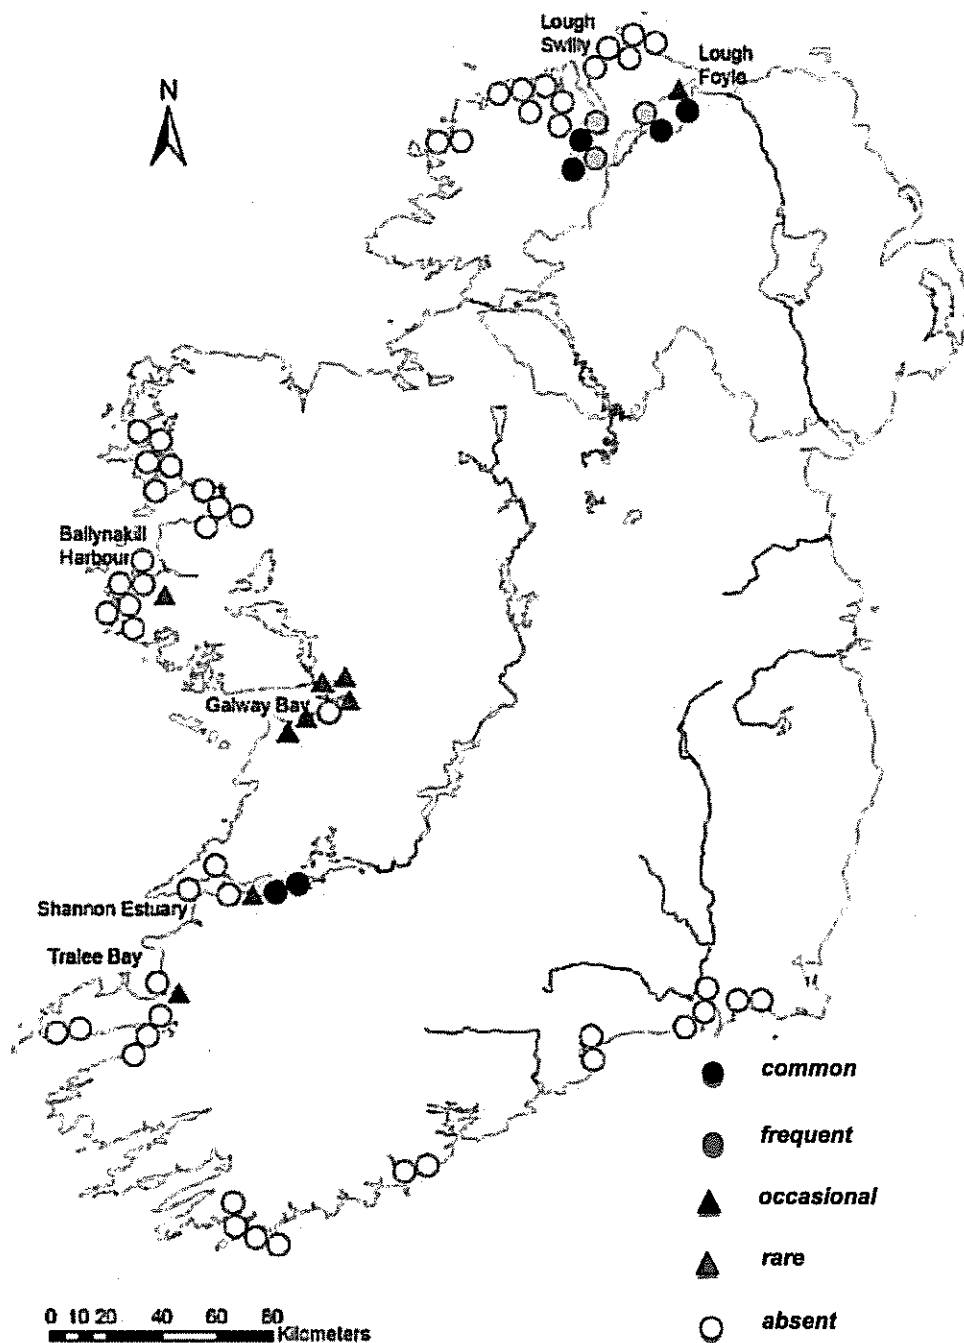 Lough
Swilly
Lough
Foyle
N
Ballynakill
Harbour
Galway Bay
Shannon Estuary
Tralee Bay
common
frequent
occasional
rare
absent
0 10 20 40 60 80
Kilometers